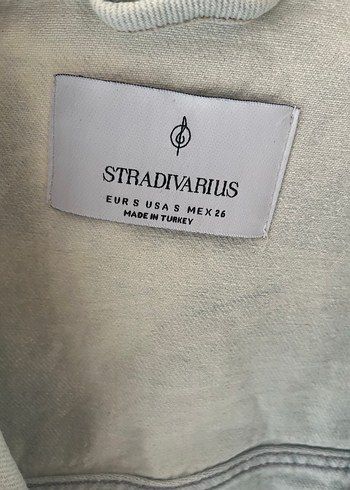 STRADIVARIUS
EUR S USA S MEX 26
MADE IN TURKEY